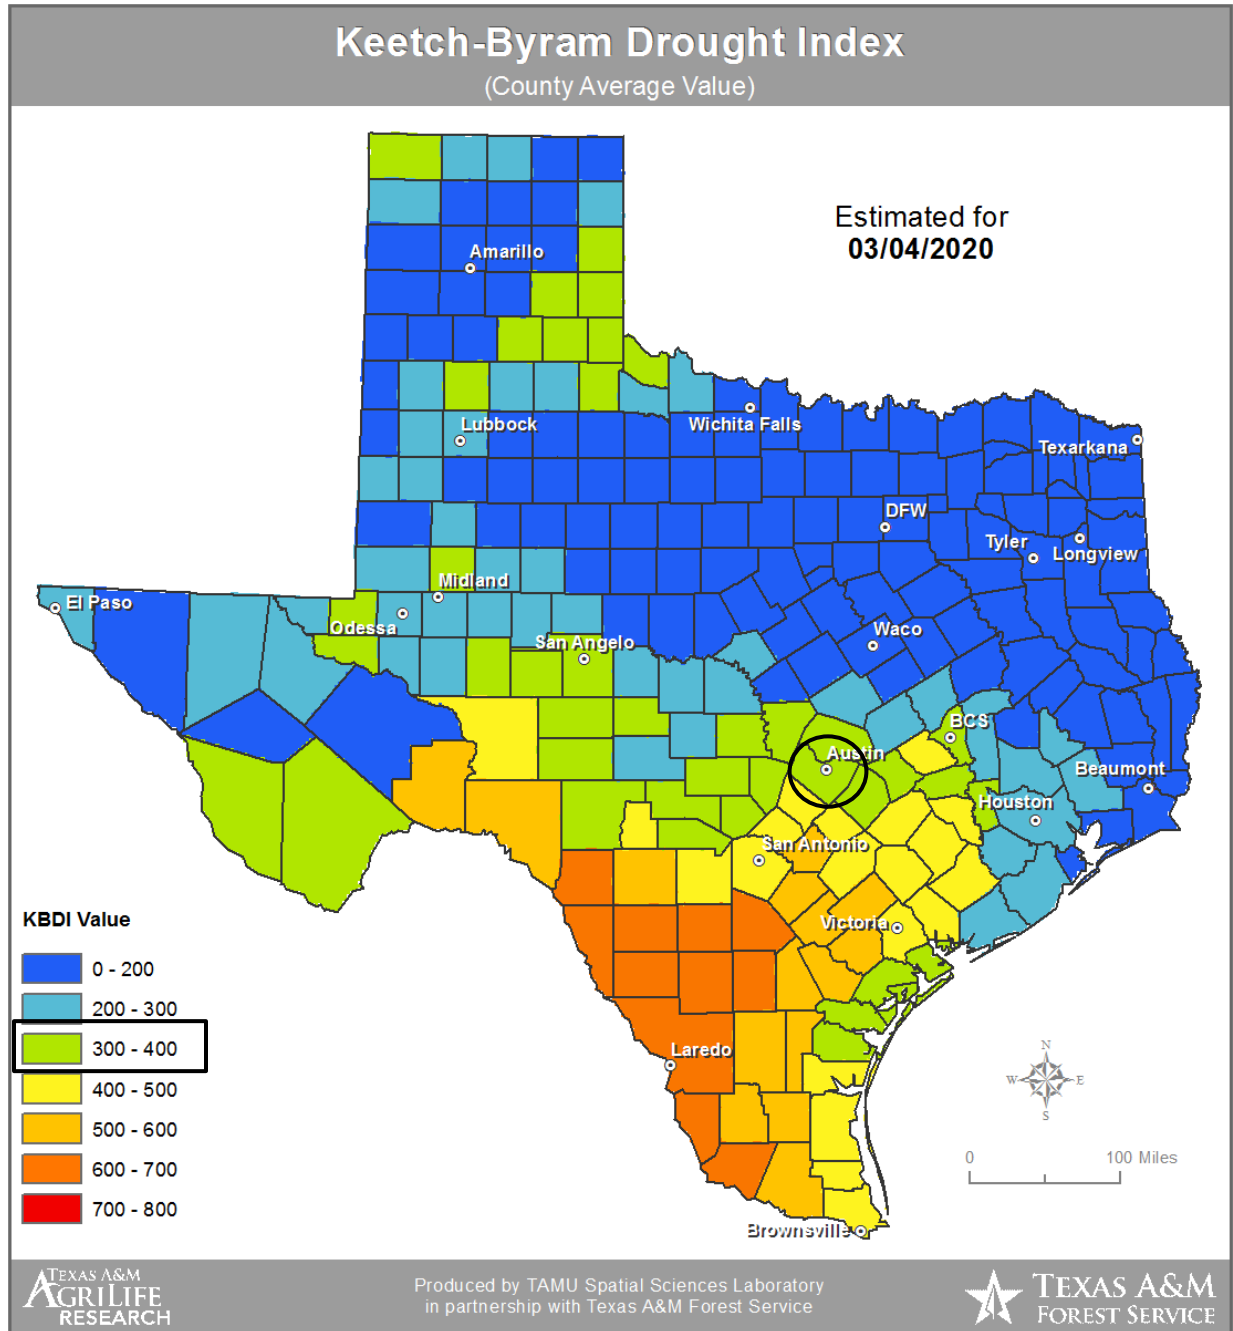 Keetch-Byram Drought Index
(County Average Value)
Estimated for
03/04/2020
Amarillo
Lubbock
Wichita Falls
Texarkana
DFW
Tyler
Longview
Midland
El Paso
Odessa
San Angelo
Waco
BCS
Austin
Beaumont
Houston
San Antonio
Victoria
Laredo
Brownsville
KBDI Value
0 - 200
200 - 300
300 - 400
400 - 500
500 - 600
600 - 700
700 - 800
N
W E
S
0 100 Miles
TEXAS A&M
AGRILIFE
RESEARCH
Produced by TAMU Spatial Sciences Laboratory
in partnership with Texas A&M Forest Service
TEXAS A&M
FOREST SERVICE